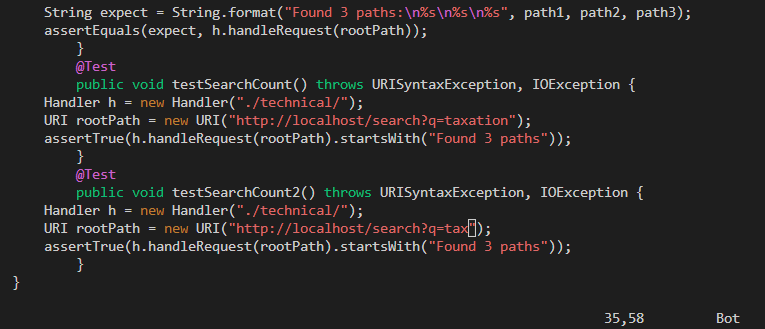 String expect = String.format("Found 3 paths:\n%s\n%s\n%s", path1, path2, path3);
assertEquals(expect, h.handleRequest(rootPath));
}
@Test
public void testSearchCount() throws URISyntaxException, IOException {
Handler h = new Handler("./technical/");
URI rootPath = new URI("http://localhost/search?q=taxation");
assertTrue(h.handleRequest(rootPath).startsWith("Found 3 paths"));
}
@Test
public void testSearchCount2() throws URISyntaxException, IOException {
Handler h = new Handler("./technical/");
URI rootPath = new URI("http://localhost/search?q=tax");
assertTrue(h.handleRequest(rootPath).startsWith("Found 3 paths"));
}
}
35,58 Bot